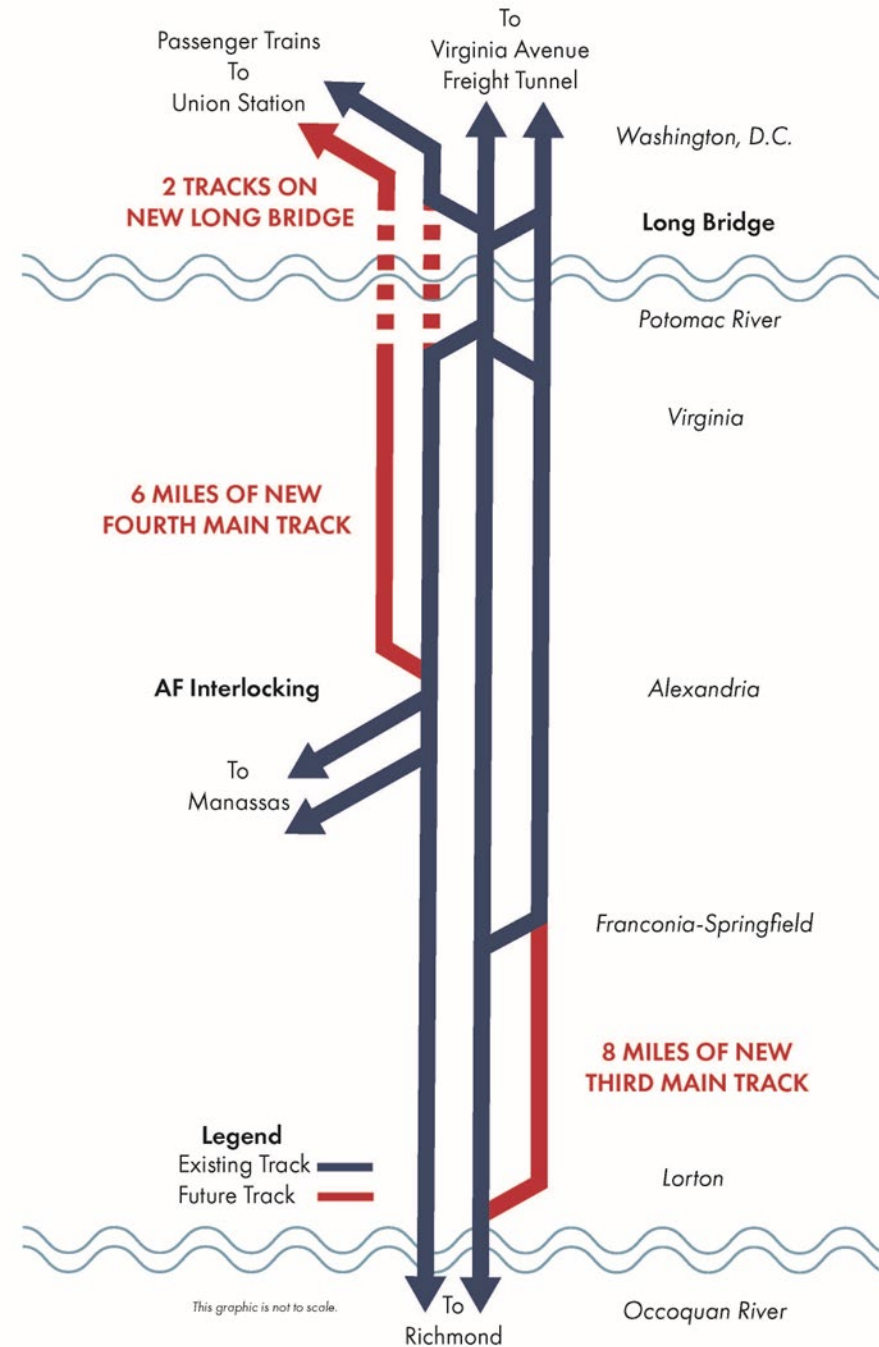 To
Virginia Avenue
Freight Tunnel
Passenger Trains
To
Union Station
Washington, D.C.
2 TRACKS ON
NEW LONG BRIDGE
Long Bridge
Potomac River
Virginia
6 MILES OF NEW
FOURTH MAIN TRACK
AF Interlocking
Alexandria
To
Manassas
Franconia-Springfield
8 MILES OF NEW
THIRD MAIN TRACK
Legend
Existing Track
Future Track
Lorton
This graphic is not to scale.
To
Richmond
Occoquan River